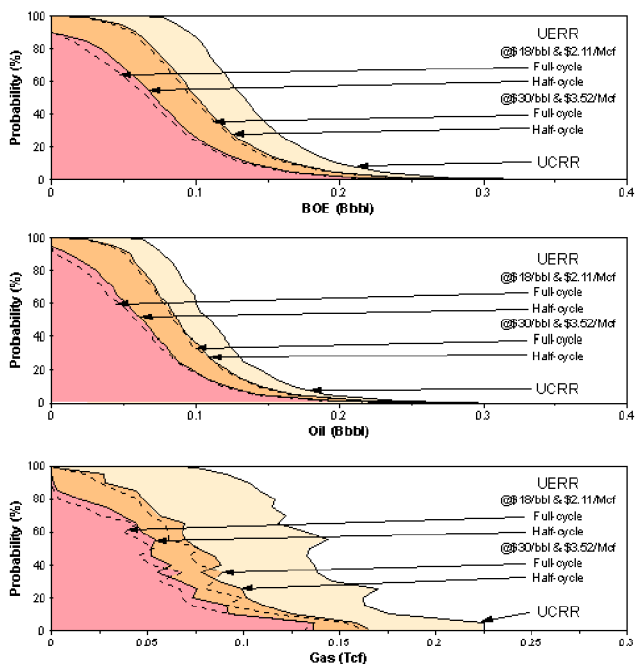 100
80
60
40
20
0
Probability (%)
UERR
@$18/bbl & $2.11/Mcf
Full-cycle
Half-cycle
@$30/bbl & $3.52/Mcf
Full-cycle
Half-cycle
UCRR
0 0.1 0.2 0.3 0.4
BOE (Bbbl)
100
80
60
40
20
0
Probability (%)
UERR
@$18/bbl & $2.11/Mcf
Full-cycle
Half-cycle
@$30/bbl & $3.52/Mcf
Full-cycle
Half-cycle
UCRR
0 0.1 0.2 0.3 0.4
Oil (Bbbl)
100
80
60
40
20
0
Probability (%)
UERR
@$18/bbl & $2.11/Mcf
Full-cycle
Half-cycle
@$30/bbl & $3.52/Mcf
Full-cycle
Half-cycle
UCRR
0 0.05 0.1 0.15 0.2 0.25 0.3
Gas (Tcf)